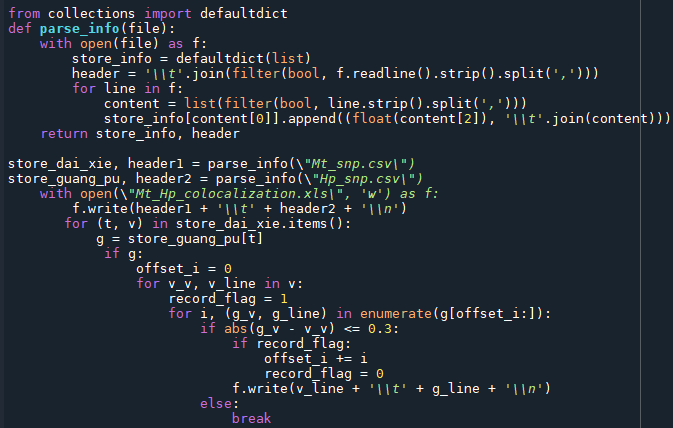 from collections import defaultdict
def parse_info(file):
    with open(file) as f:
        store_info = defaultdict(list)
        header = '\\t'.join(filter(bool, f.readline().strip().split(',')))
        for line in f:
            content = list(filter(bool, line.strip().split(',')))
            store_info[content[0]].append((float(content[2]), '\\t'.join(content)))
    return store_info, header

store_dai_xie, header1 = parse_info(\"Mt_snp.csv\")
store_guang_pu, header2 = parse_info(\"Hp_snp.csv\")
    with open(\"Mt_Hp_colocalization.xls\", 'w') as f:
        f.write(header1 + '\\t' + header2 + '\\n')
       for (t, v) in store_dai_xie.items():
           g = store_guang_pu[t]
            if g:
                offset_i = 0
                for v_v, v_line in v:
                    record_flag = 1
                    for i, (g_v, g_line) in enumerate(g[offset_i:]):
                        if abs(g_v - v_v) <= 0.3:
                            if record_flag:
                                offset_i += i
                                record_flag = 0
                            f.write(v_line + '\\t' + g_line + '\\n')
                        else:
                            break